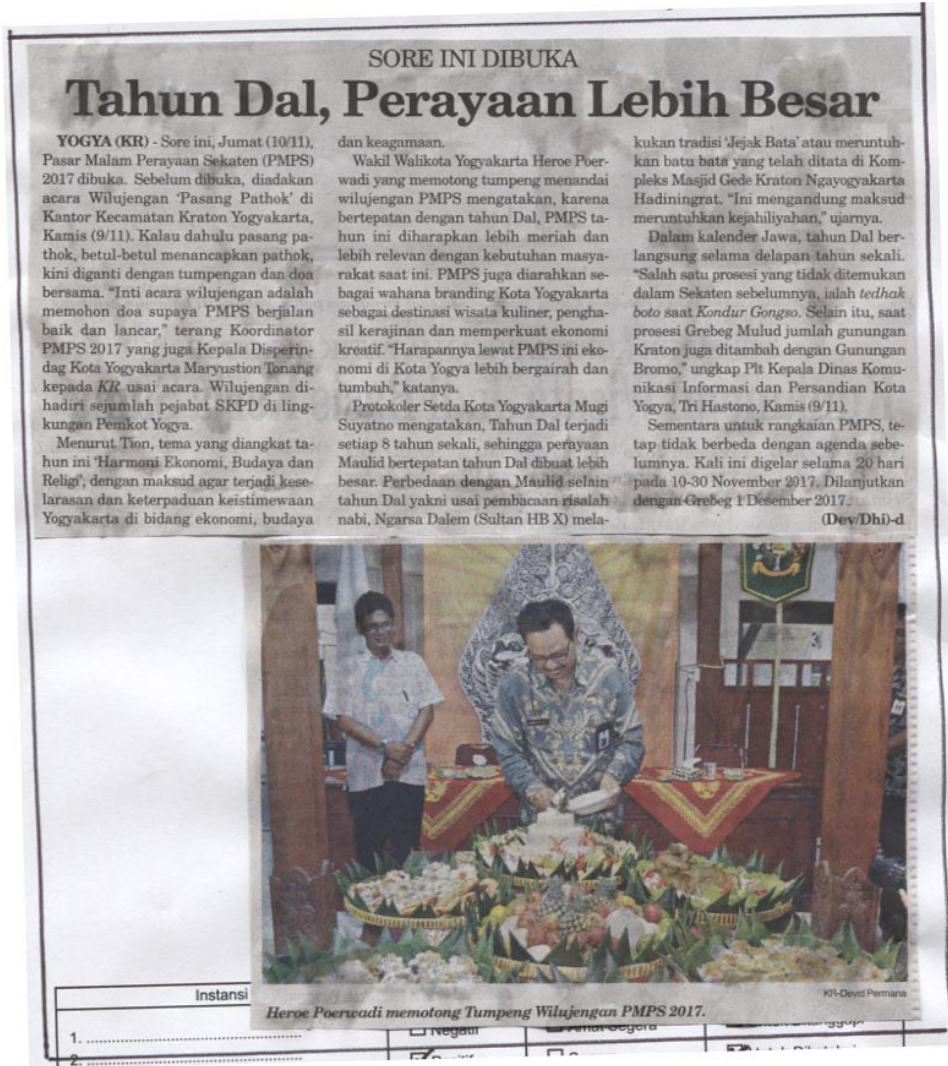 SORE INI DIBUKA
Tahun Dal, Perayaan Lebih Besar
YOGYA (KR) - Sore ini, Jumat (10/11),
Pasar Malam Perayaan Sekaten (PMPS)
2017 dibuka. Sebelum dibuka, diadakan
acara Wilujengan 'Pasang Pathok' di
Kantor Kecamatan Kraton Yogyakarta,
Kamis (9/11). Kalau dahulu pasang pa-
thok, betul-betul menancapkan pathok,
kini diganti dengan tumpengan dan doa
bersama. "Inti acara wilujengan adalah
memohon doa supaya PMPS berjalan
baik dan lancar," terang Koordinator
PMPS 2017 yang juga Kepala Disperin-
dag Kota Yogyakarta Maryustion Tonang
kepada KR usai acara. Wilujengan di-
hadiri sejumlah pejabat SKPD di ling-
kungan Pemkot Yogya.
Menurut Tion, tema yang diangkat ta-
hun ini 'Harmoni Ekonomi, Budaya dan
Religi', dengan maksud agar terjadi kese-
larasan dan keterpaduan keistimewaan
Yogyakarta di bidang ekonomi, budaya
dan keagamaan.
Wakil Walikota Yogyakarta Heroe Poer-
wadi yang memotong tumpeng menandai
wilujengan PMPS mengatakan, karena
bertepatan dengan tahun Dal, PMPS ta-
hun ini diharapkan lebih meriah dan
lebih relevan dengan kebutuhan masya-
rakat saat ini. PMPS juga diarahkan se-
bagai wahana branding Kota Yogyakarta
sebagai destinasi wisata kuliner, pengha-
sil kerajinan dan memperkuat ekonomi
kreatif. "Harapannya lewat PMPS ini eko-
nomi di Kota Yogya lebih bergairah dan
tumbuh," katanya.
Protokoler Setda Kota Yogyakarta Mugi
Suyatno mengatakan, Tahun Dal terjadi
setiap 8 tahun sekali, sehingga perayaan
Maulid bertepatan tahun Dal dibuat lebih
besar. Perbedaan dengan Maulid selain
tahun Dal yakni usai pembacaan risalah
nabi, Ngarsa Dalem (Sultan HB X) mela-
kukan tradisi 'Jejak Bata' atau meruntuh-
kan batu bata yang telah ditata di Kom-
pleks Masjid Gede Kraton Ngayogyakarta
Hadiningrat. "Ini mengandung maksud
meruntuhkan kejahiliyahan," ujarnya.
Dalam kalender Jawa, tahun Dal ber-
langsung selama delapan tahun sekali.
"Salah satu prosesi yang tidak ditemukan
dalam Sekaten sebelumnya, ialah tedhak
boto saat Kondur Gongso. Selain itu, saat
prosesi Grebeg Mulud jumlah gunungan
Kraton juga ditambah dengan Gunungan
Bromo," ungkap Plt Kepala Dinas Komu-
nikasi Informasi dan Persandian Kota
Yogya, Tri Hastono, Kamis (9/11).
Sementara untuk rangkaian PMPS, te-
tap tidak berbeda dengan agenda sebe-
lumnya. Kali ini digelar selama 20 hari
pada 10-30 November 2017. Dilanjutkan
dengan Grebeg 1 Desember 2017.
(Dev/Dhi)-d
KR-Devid Permana
Heroe Poerwadi memotong Tumpeng Wilujengan PMPS 2017.
Instansi
1.
2.
Negatif